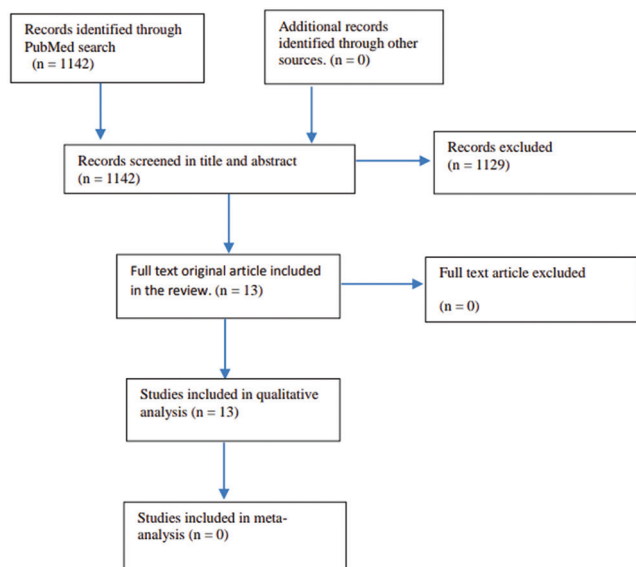 Records identified through
PubMed search
(n = 1142)
Additional records
identified through other
sources. (n = 0)
Records screened in title and abstract
(n = 1142)
Records excluded
(n = 1129)
Full text original article included
in the review. (n = 13)
Full text article excluded
(n = 0)
Studies included in qualitative
analysis (n = 13)
Studies included in meta-
analysis (n = 0)